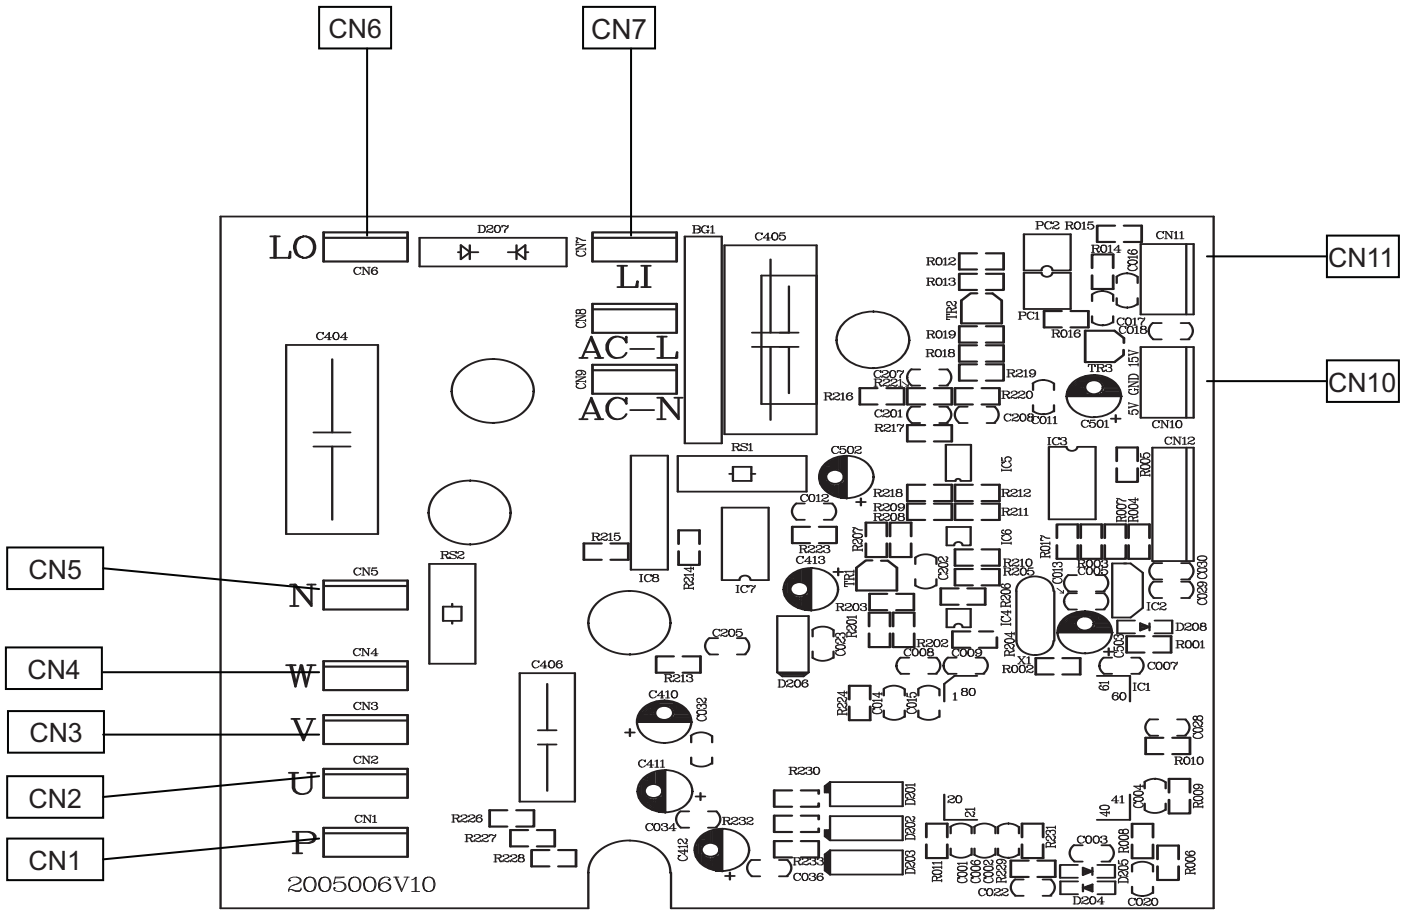 CN6
CN7
D207
BG1
C405
PC2
R015
CN11
LO
CN6
CN7
LI
R012
R013
R014
C016
CN11
TR2
PC1
R016
C017
C018
CN8
AC-L
C404
R019
R018
TR3
5V GND 15V
CN10
C207
R219
CN9
AC-N
R221
R216
R220
C201
C208
C011
R217
C501
+
CN10
RS1
C502
IC3
CN12
IC5
R005
+
R218
R212
C012
R209
R211
R208
R007
R004
R215
R223
R207
IC6
R017
RS2
R214
C413
+
R210
R003
C030
CN5
CN5
TR1
C202
R205
C013
C005
N
IC8
IC7
C029
R203
R206
IC2
R201
IC4
D208
C205
C023
R202
R204
C503
R001
CN4
CN4
W
C406
R213
D206
C008
C009
X1
R002
+
C007
C410
C032
R224
C014
C015
1
80
61
60
IC1
CN3
CN3
V
+
C028
R010
CN2
CN2
U
C411
R230
D201
+
20
21
41
40
C004
R009
R226
C034
R232
D202
CN1
CN1
P
R227
R231
C003
R008
R228
C412
R233
D203
R011
C001
C006
C002
R229
D205
R006
+
C036
2005006V10
C022
D204
C020